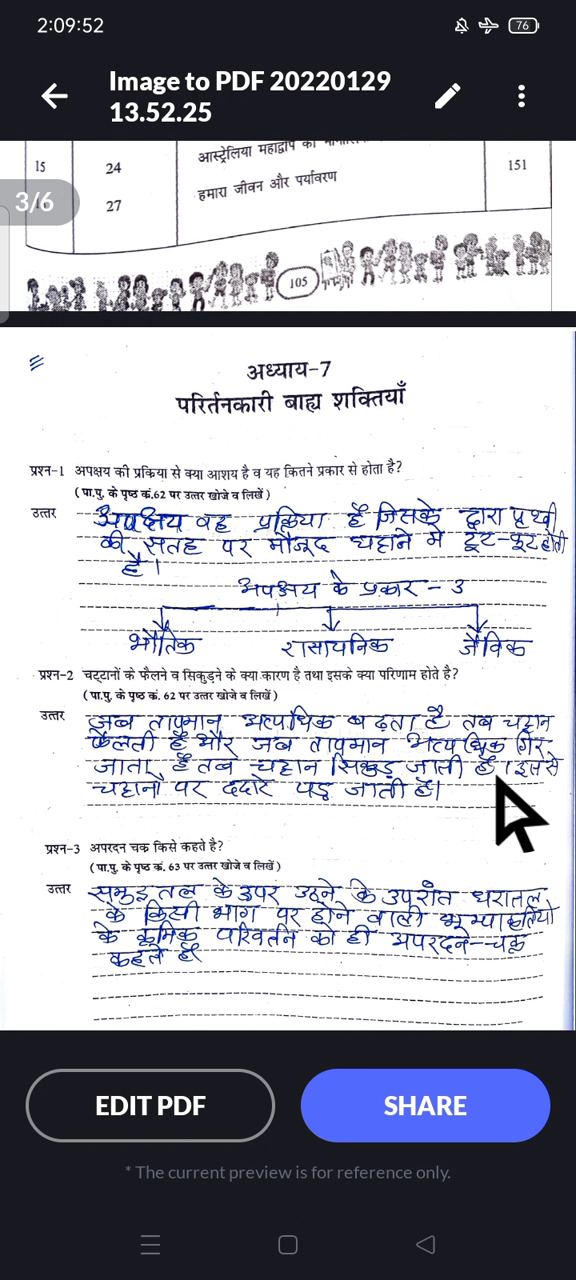 2:09:52
76
Image to PDF 20220129
13.52.25
15 24 आस्ट्रेलिया महाद्वीप का 151
3/6
27 हमारा जीवन और पर्यावरण
105
अध्याय-7
परिर्तनकारी बाह्य शक्तियाँ
प्रश्न-1 अपक्षय की प्रकिया से क्या आशय है व यह कितने प्रकार से होता है?
(पा.पु. के पृष्ठ कं.62 पर उत्तर खोजे व लिखें)
उत्तर अपक्षय वह प्रक्रिया है जिसके द्वारा पृथ्वी
की सतह पर मौजूद चट्टाने में टूट-फूट होती
है।
अपक्षय के प्रकार - 3
भौतिक रासायनिक जैविक
प्रश्न-2 चट्टानों के फैलने व सिकुड़ने के क्या कारण है तथा इसके क्या परिणाम होते है?
(पा.पु. के पृष्ठ कं. 62 पर उत्तर खोजे व लिखें)
उत्तर जब तापमान अत्यधिक बढ़ता है तब चट्टान
फैलती है और जब तापमान अत्यधिक गिर
जाता है तब चट्टान सिकुड़ जाती है। इससे
चट्टानों पर दरारे पड़ जाती है।
प्रश्न-3 अपरदन चक्र किसे कहते है?
(पा.पु. के पृष्ठ कं. 63 पर उत्तर खोजे व लिखें)
उत्तर समुद्र तल के उपर उठने के उपरांत धरातल
के किसी भाग पर होने वाली भूम्याकृतियो
के क्रमिक परिवर्तन को ही अपरदन-चक्र
कहते है
EDIT PDF
SHARE
* The current preview is for reference only.